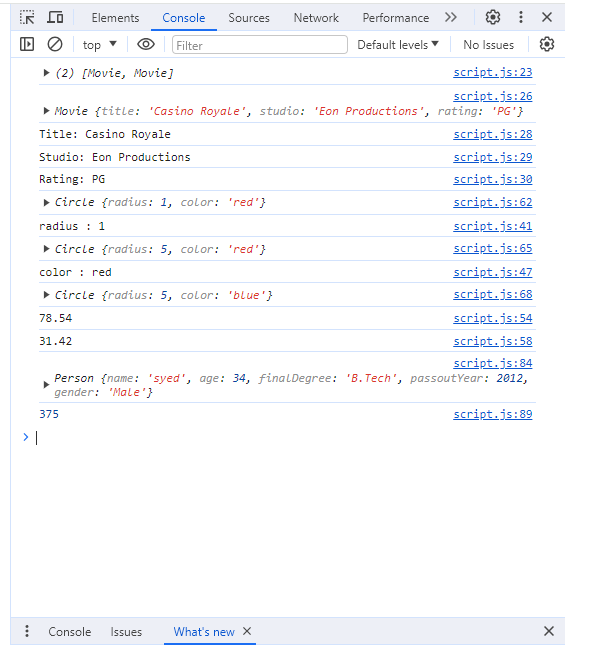 Elements Console Sources Network Performance
top Filter Default levels No Issues
(2) [Movie, Movie] script.js:23
script.js:26
Movie {title: 'Casino Royale', studio: 'Eon Productions', rating: 'PG'}
Title: Casino Royale script.js:28
Studio: Eon Productions script.js:29
Rating: PG script.js:30
Circle {radius: 1, color: 'red'} script.js:62
radius : 1 script.js:41
Circle {radius: 5, color: 'red'} script.js:65
color : red script.js:47
Circle {radius: 5, color: 'blue'} script.js:68
78.54 script.js:54
31.42 script.js:58
script.js:84
Person {name: 'syed', age: 34, finalDegree: 'B.Tech', passoutYear: 2012,
gender: 'Male'}
375 script.js:89
Console Issues What's new